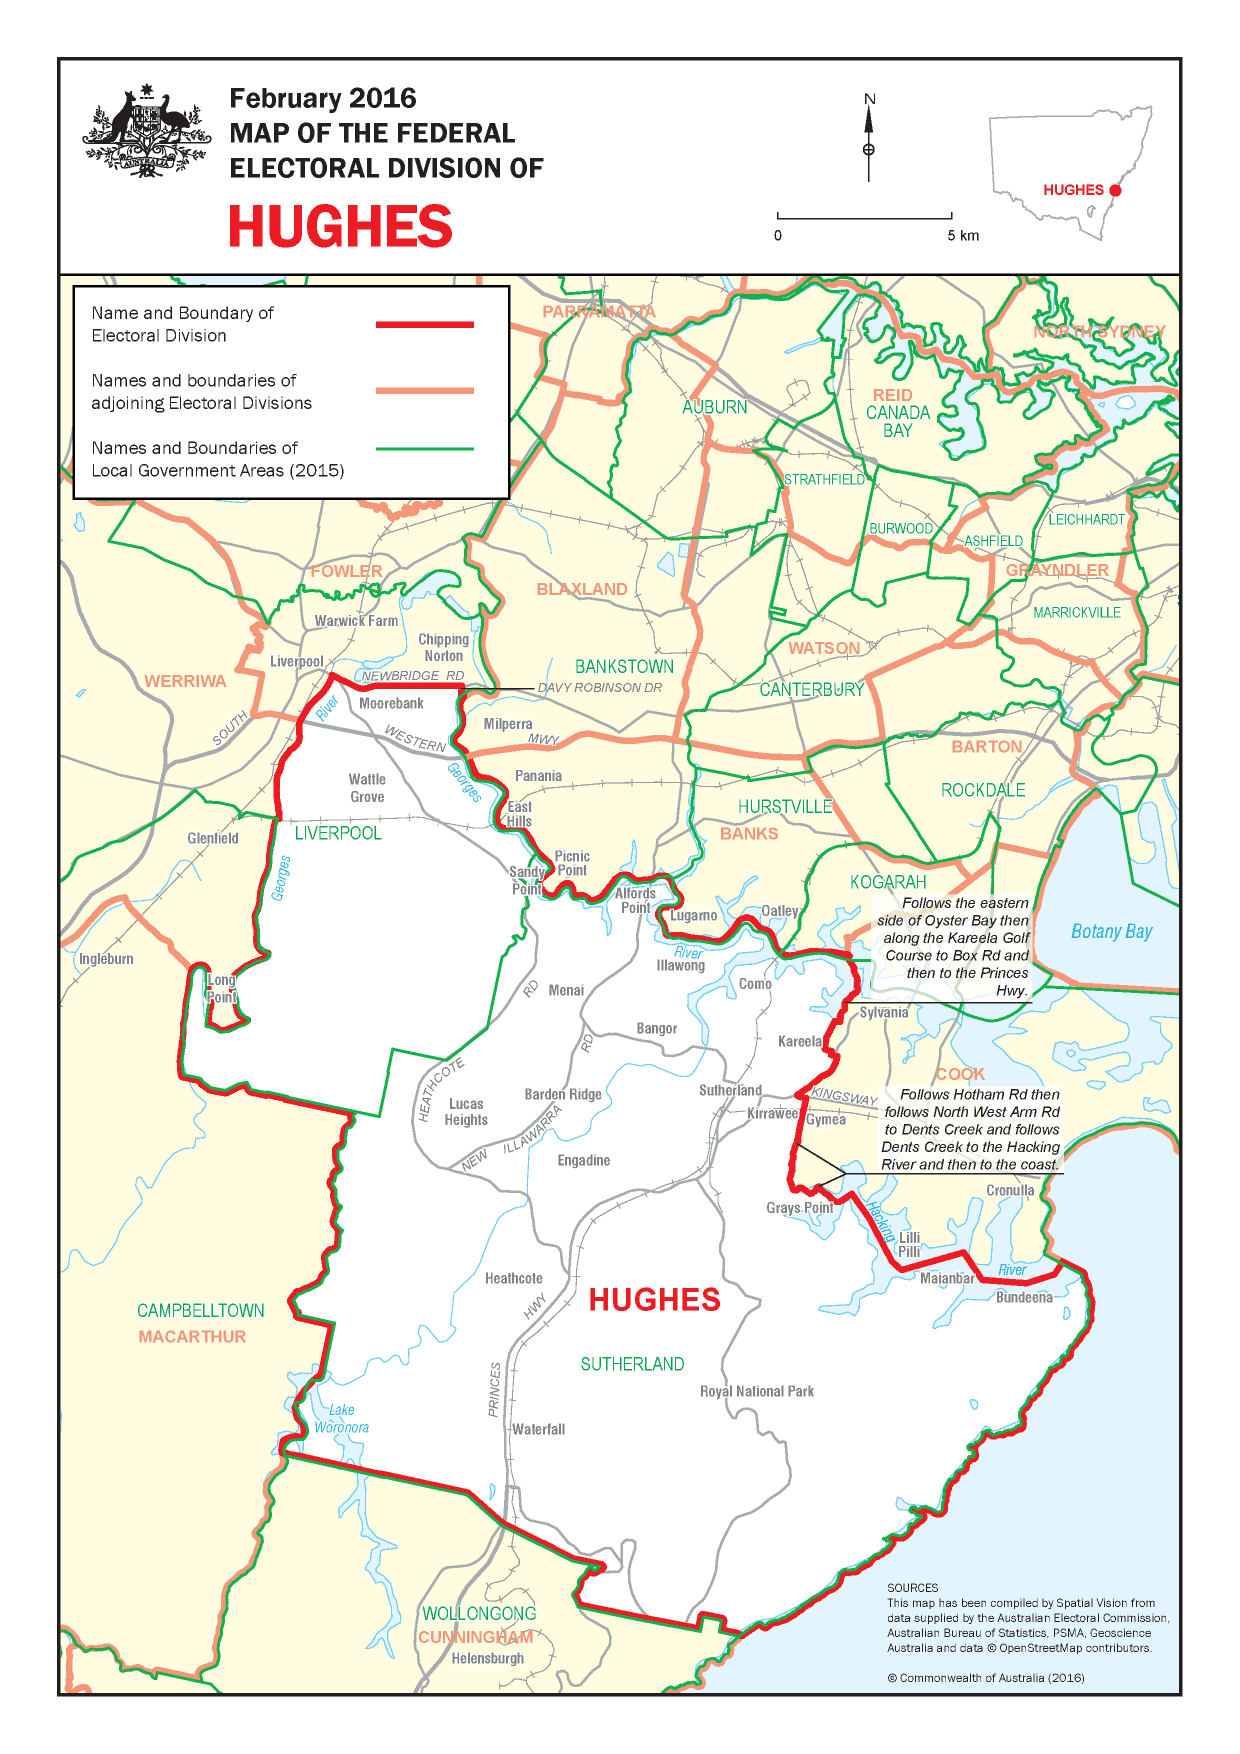 February 2016
MAP OF THE FEDERAL
ELECTORAL DIVISION OF
HUGHES
AUSTRALIA
N
0
5 km
HUGHES
Name and Boundary of
Electoral Division
Names and boundaries of
adjoining Electoral Divisions
Names and Boundaries of
Local Government Areas (2015)
PARRAMATTA
NORTH SYDNEY
AUBURN
REID
CANADA
BAY
STRATHFIELD
BURWOOD
LEICHHARDT
ASHFIELD
FOWLER
GRAYNDLER
BLAXLAND
MARRICKVILLE
Warwick Farm
Chipping
Norton
WATSON
Liverpool
BANKSTOWN
WERRIWA
NEWBRIDGE RD
DAVY ROBINSON DR
CANTERBURY
Moorebank
River
SOUTH
WESTERN
Milperra
MWY
BARTON
Wattle
Grove
Georges
Panania
ROCKDALE
East
Hills
HURSTVILLE
BANKS
LIVERPOOL
Glenfield
Georges
Picnic
Point
Sandy
Point
Alfords
Point
KOGARAH
Lugarno
Oatley
Follows the eastern
side of Oyster Bay then
along the Kareela Golf
Course to Box Rd and
then to the Princes
Hwy.
Botany Bay
Ingleburn
River
Illawong
Long
Point
RD
Menai
Como
Sylvania
Bangor
Kareela
RD
HEATHCOTE
COOK
Lucas
Heights
Barden Ridge
Sutherland
KINGSWAY
Kirrawee
Gymea
Follows Hotham Rd then
follows North West Arm Rd
to Dents Creek and follows
Dents Creek to the Hacking
River and then to the coast.
NEW ILLAWARRA
Engadine
Cronulla
Grays Point
Hacking
Lilli
Pilli
River
Maianbar
Bundeena
Heathcote
HUGHES
HWY
CAMPBELLTOWN
MACARTHUR
SUTHERLAND
PRINCES
Royal National Park
Lake
Woronora
Waterfall
WOLLONGONG
CUNNINGHAM
Helensburgh
SOURCES
This map has been compiled by Spatial Vision from
data supplied by the Australian Electoral Commission,
Australian Bureau of Statistics, PSMA, Geoscience
Australia and data © OpenStreetMap contributors.
© Commonwealth of Australia (2016)